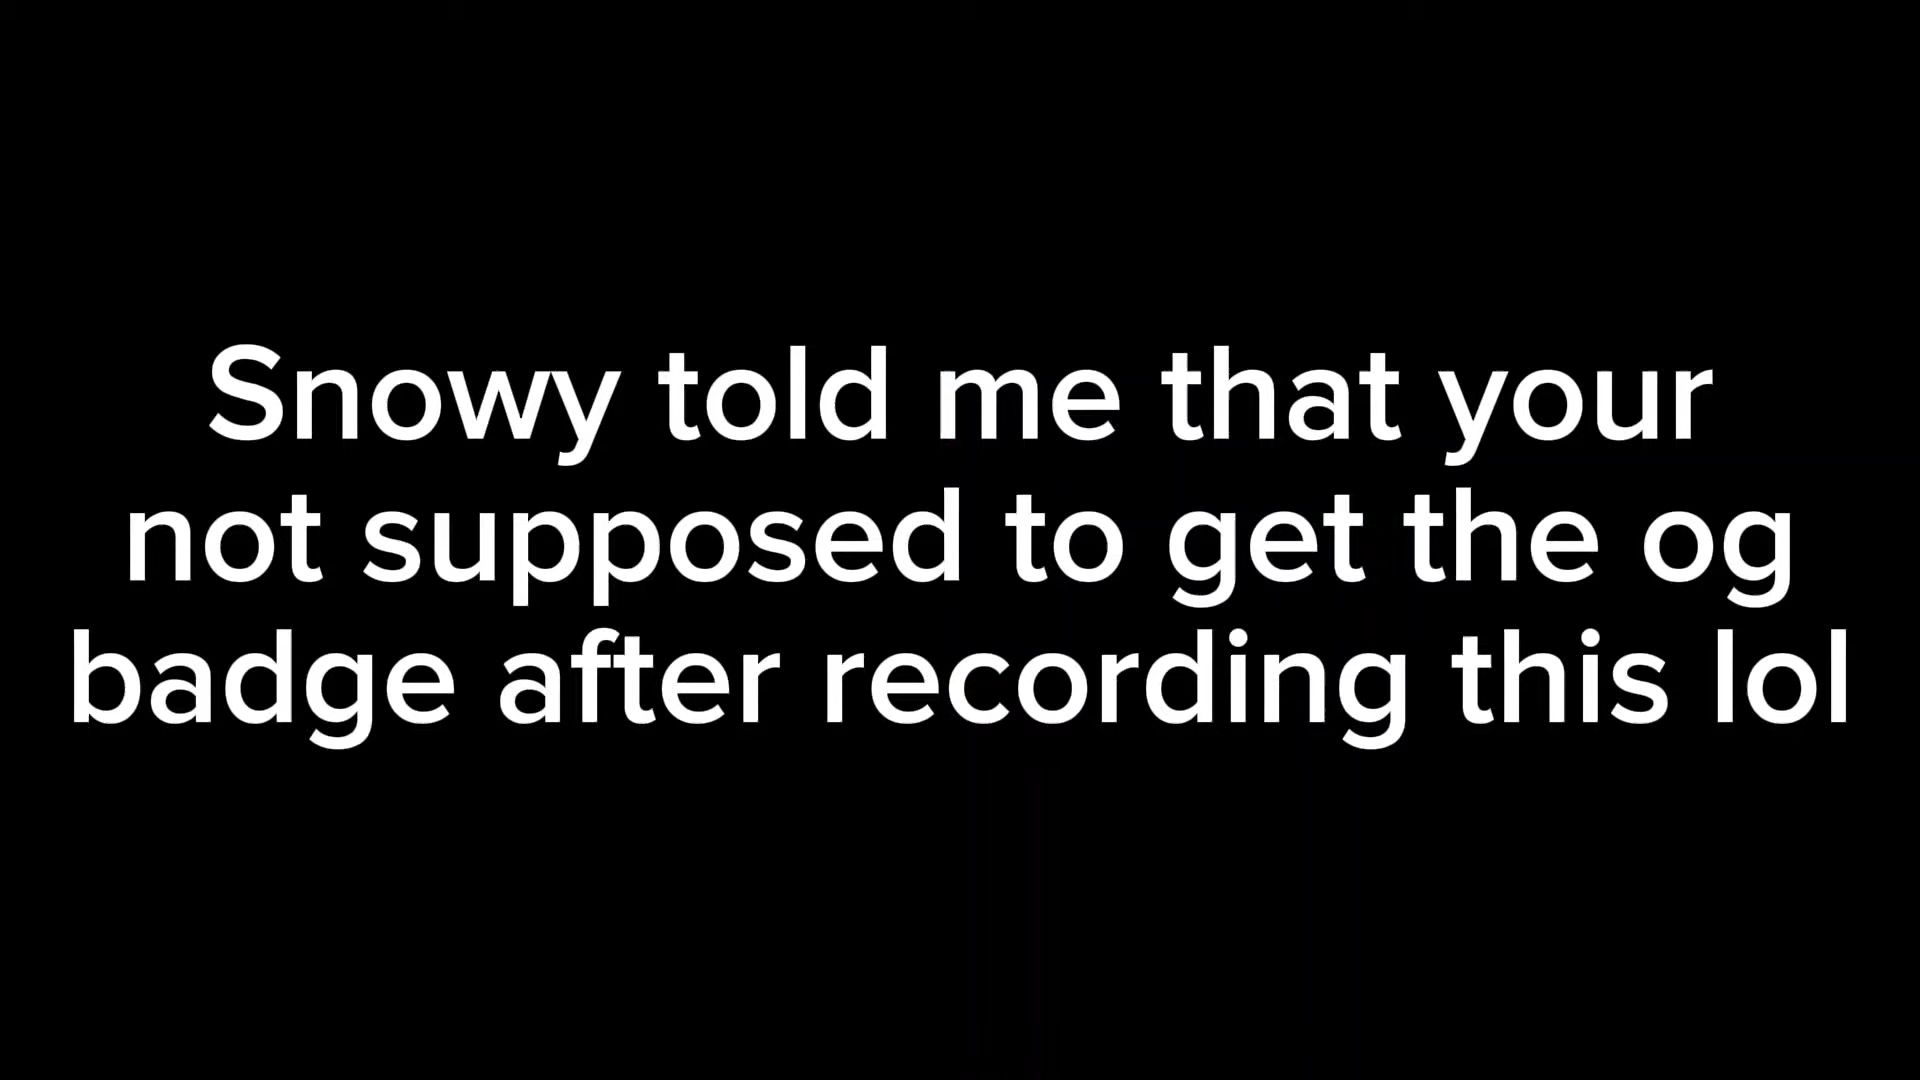 Snowy told me that your
not supposed to get the og
badge after recording this lol